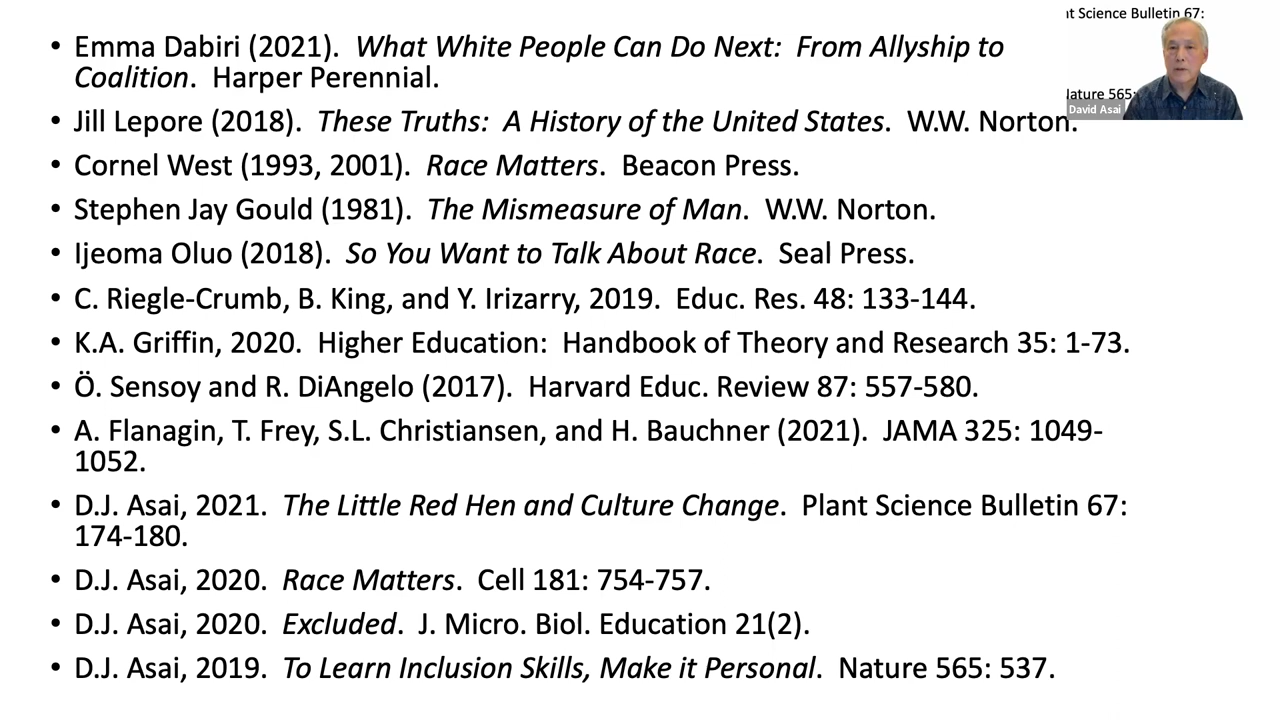 • Emma Dabiri (2021).  What White People Can Do Next:  From Allyship to
Coalition.  Harper Perennial.
• Jill Lepore (2018).  These Truths:  A History of the United States.  W.W. Norton.
• Cornel West (1993, 2001).  Race Matters.  Beacon Press.
• Stephen Jay Gould (1981).  The Mismeasure of Man.  W.W. Norton.
• Ijeoma Oluo (2018).  So You Want to Talk About Race.  Seal Press.
• C. Riegle-Crumb, B. King, and Y. Irizarry, 2019.  Educ. Res. 48: 133-144.
• K.A. Griffin, 2020.  Higher Education:  Handbook of Theory and Research 35: 1-73.
• Ö. Sensoy and R. DiAngelo (2017).  Harvard Educ. Review 87: 557-580.
• A. Flanagin, T. Frey, S.L. Christiansen, and H. Bauchner (2021).  JAMA 325: 1049-
1052.
• D.J. Asai, 2021.  The Little Red Hen and Culture Change.  Plant Science Bulletin 67:
174-180.
• D.J. Asai, 2020.  Race Matters.  Cell 181: 754-757.
• D.J. Asai, 2020.  Excluded.  J. Micro. Biol. Education 21(2).
• D.J. Asai, 2019.  To Learn Inclusion Skills, Make it Personal.  Nature 565: 537.
Science Bulletin 67:
565:
David Asai